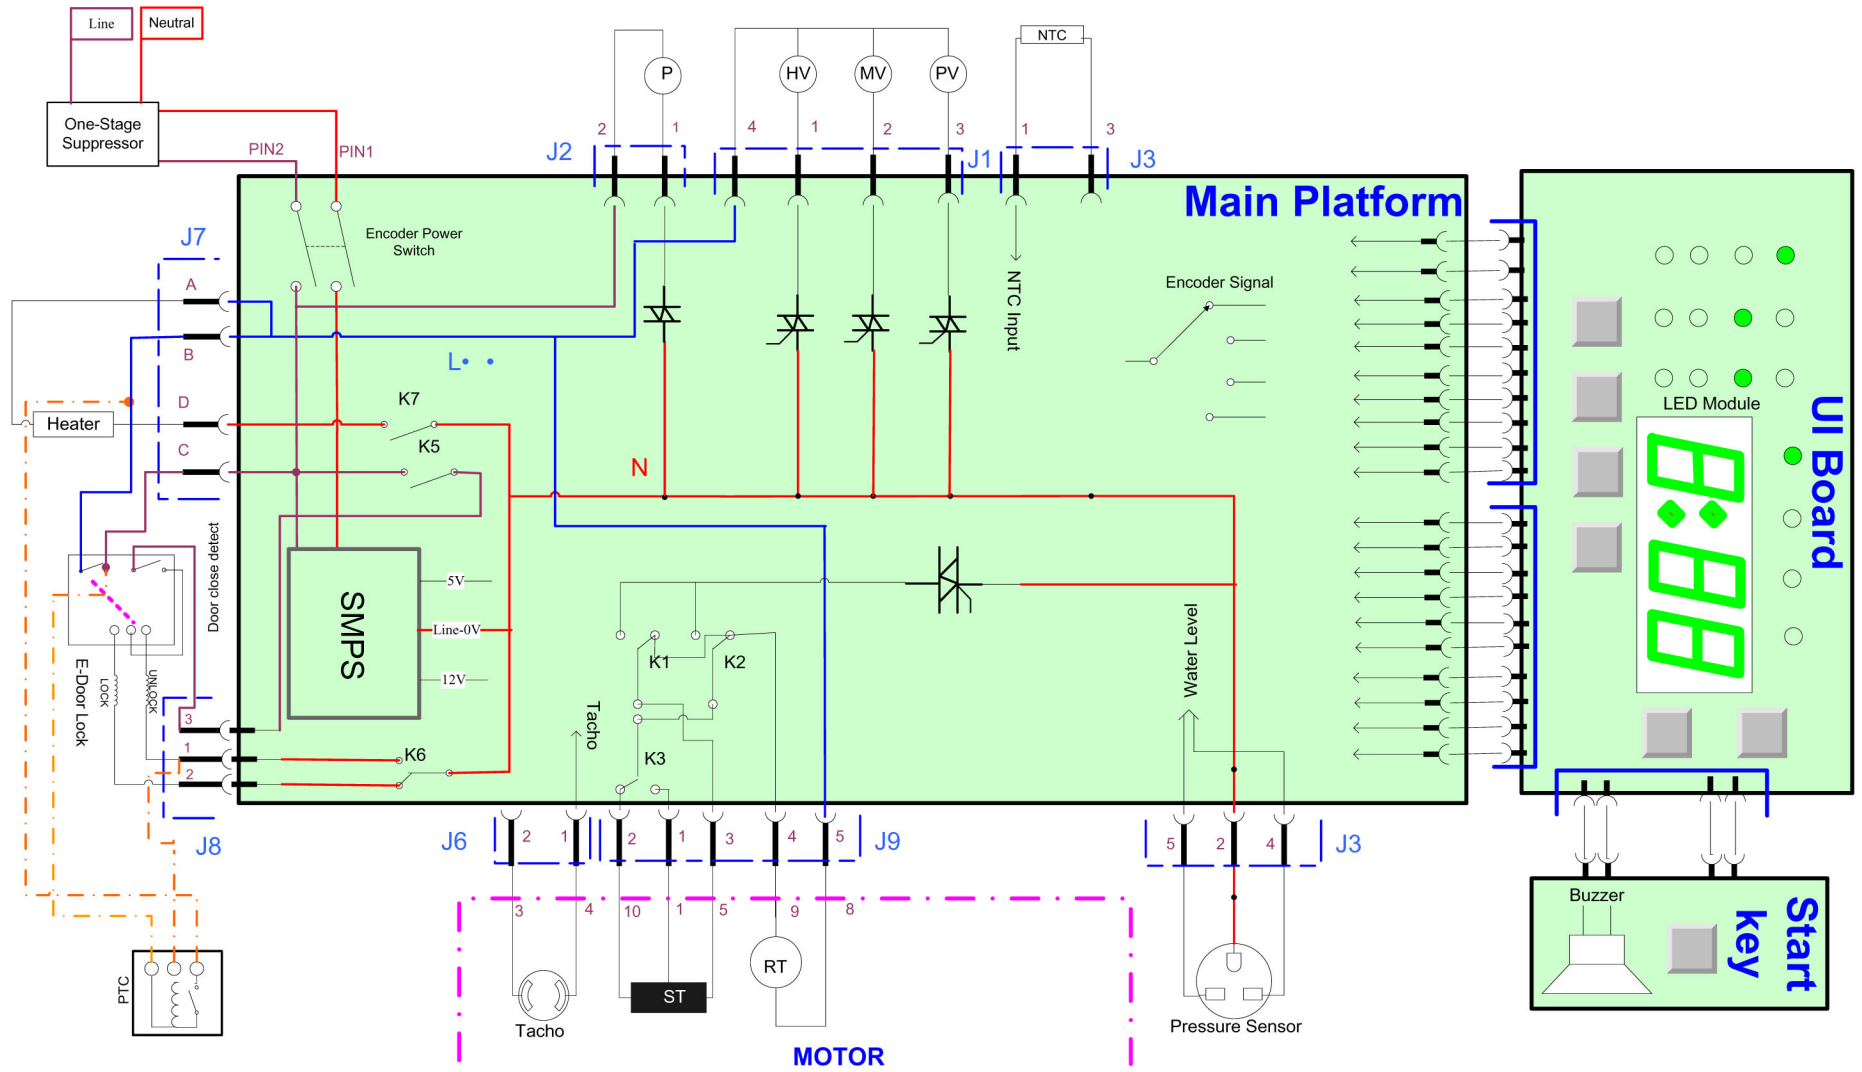 Line
Neutral
One-Stage
Suppressor
PIN2
PIN1
P
HV
MV
PV
NTC
2
1
4
1
2
3
1
3
J2
J1
J3
Main Platform
Encoder Power
Switch
J7
A
B
D
C
Heater
L
K7
K5
N
NTC Input
Encoder Signal
LED Module
UI Board
Door close detect
E-Door Lock
LOCK
UNLOCK
SMPS
5V
Line-0V
12V
K1
K2
K3
K6
Tacho
Water Level
3
1
2
J8
J6
2
1
2
1
3
4
5
J9
5
2
4
J3
3
4
10
1
5
9
8
RT
ST
Tacho
MOTOR
Pressure Sensor
PTC
Buzzer
Start
key